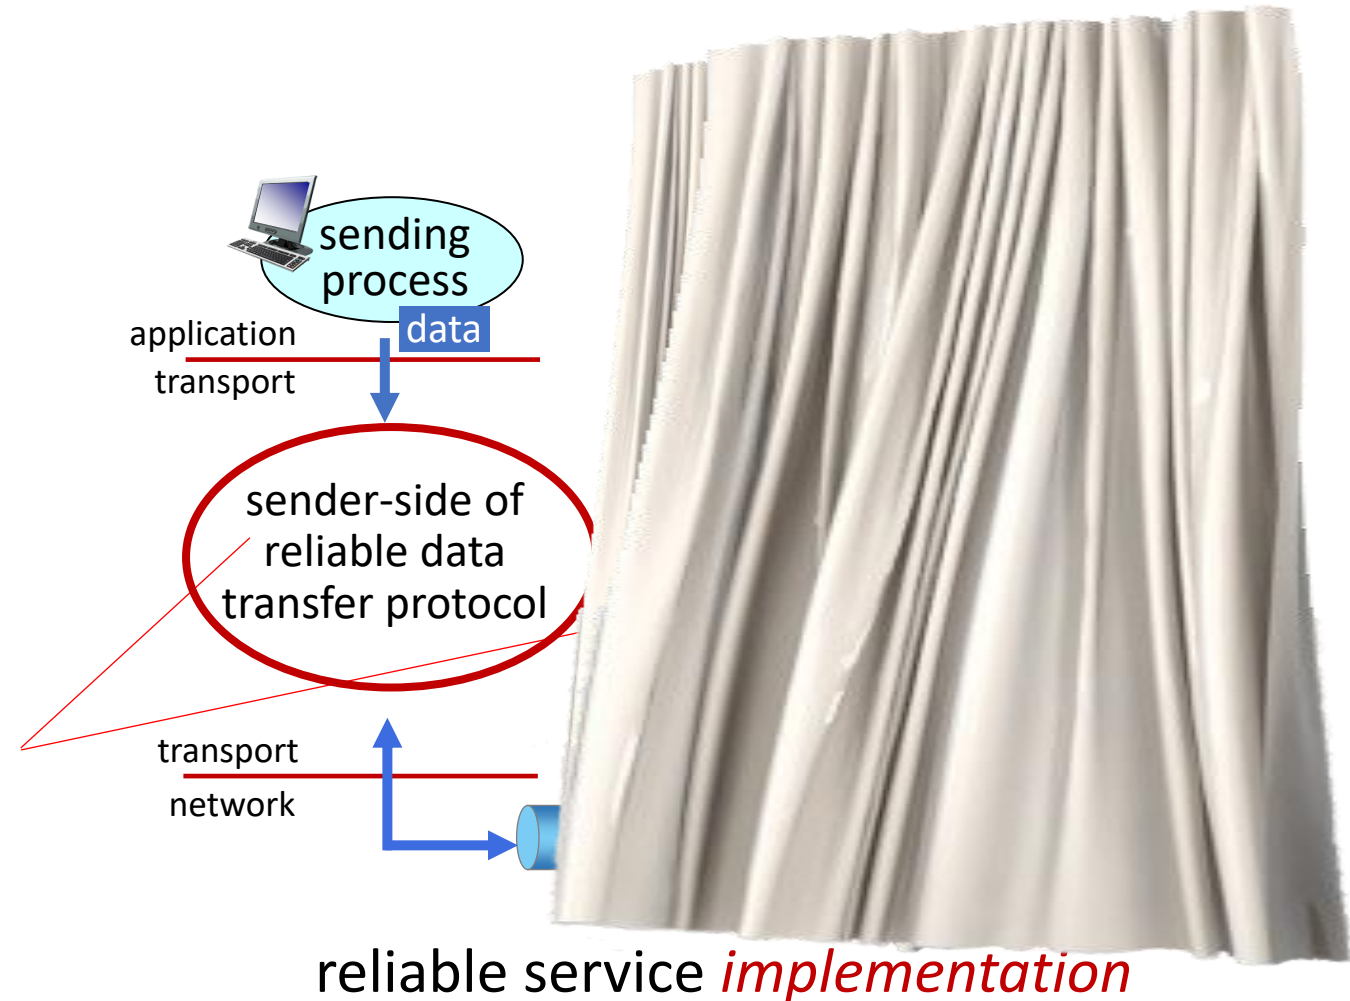 sending
process
data
application
transport
sender-side of
reliable data
transfer protocol
transport
network
reliable service implementation